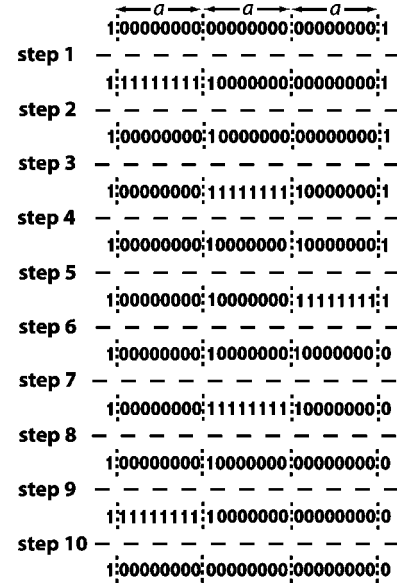 a a a
1 00000000 00000000 00000000 1
step 1
1 11111111 10000000 00000000 1
step 2
1 00000000 10000000 00000000 1
step 3
1 00000000 11111111 10000000 1
step 4
1 00000000 10000000 10000000 1
step 5
1 00000000 10000000 11111111 1
step 6
1 00000000 10000000 10000000 0
step 7
1 00000000 11111111 10000000 0
step 8
1 00000000 10000000 00000000 0
step 9
1 11111111 10000000 00000000 0
step 10
1 00000000 00000000 00000000 0